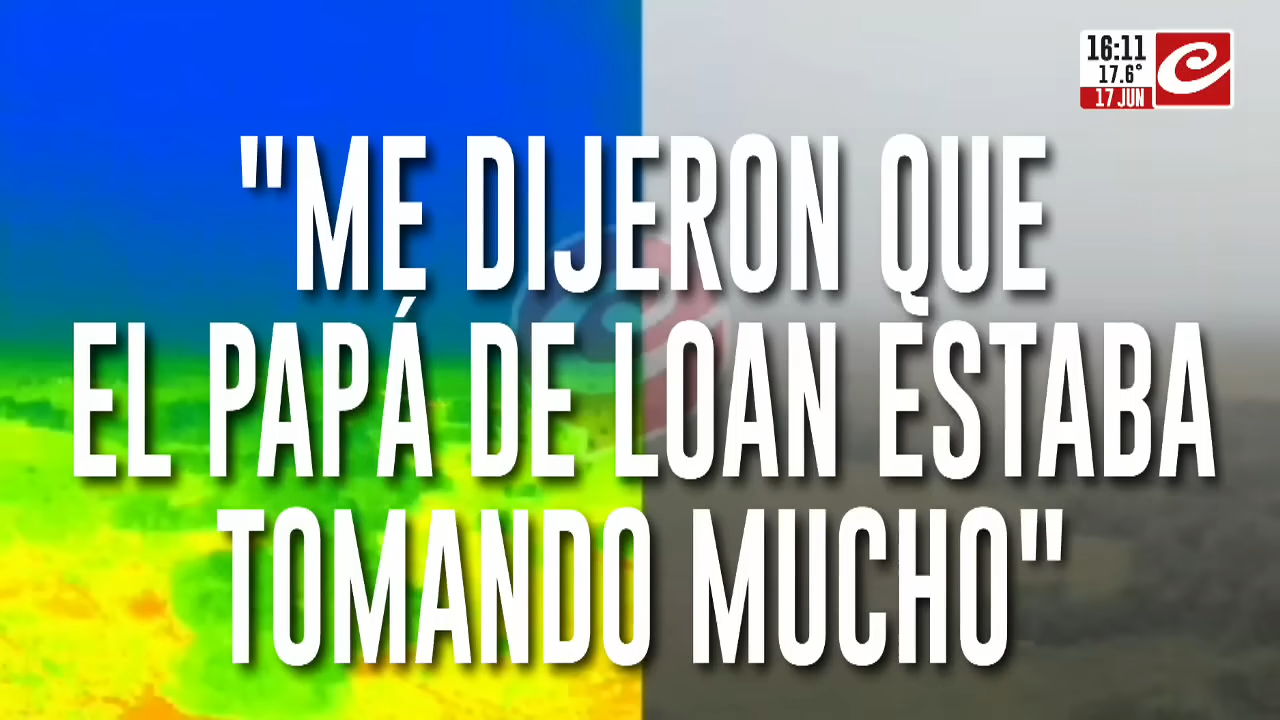 16:11
17.6°
17 JUN
"ME DIJERON QUE
EL PAPÁ DE LOAN ESTABA
TOMANDO MUCHO"